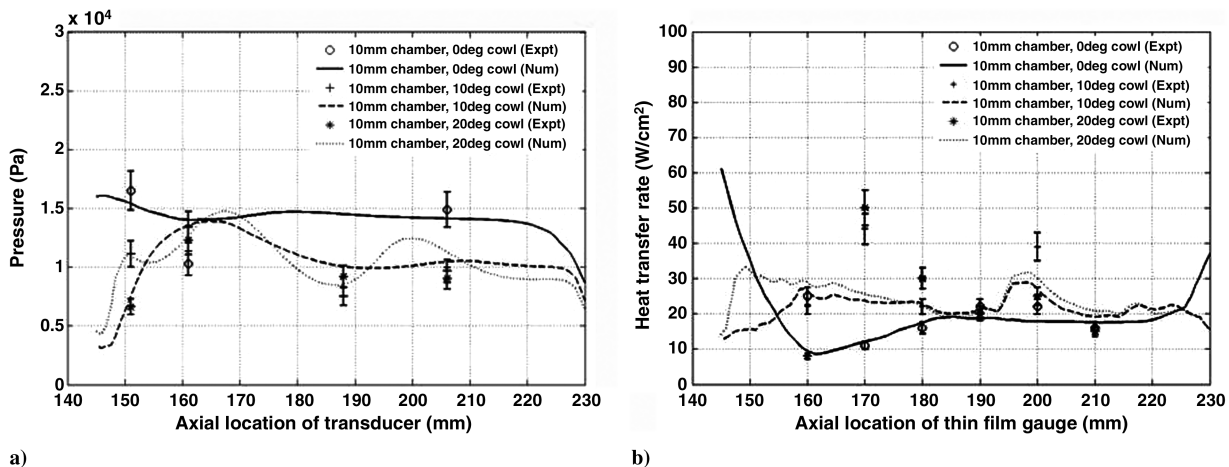 x 10⁴
3
2.5
2
1.5
1
0.5
0
140 150 160 170 180 190 200 210 220 230
Pressure (Pa)
Axial location of transducer (mm)
10mm chamber, 0deg cowl (Expt)
10mm chamber, 0deg cowl (Num)
10mm chamber, 10deg cowl (Expt)
10mm chamber, 10deg cowl (Num)
10mm chamber, 20deg cowl (Expt)
10mm chamber, 20deg cowl (Num)
a)
100
90
80
70
60
50
40
30
20
10
0
140 150 160 170 180 190 200 210 220 230
Heat transfer rate (W/cm²)
Axial location of thin film gauge (mm)
10mm chamber, 0deg cowl (Expt)
10mm chamber, 0deg cowl (Num)
10mm chamber, 10deg cowl (Expt)
10mm chamber, 10deg cowl (Num)
10mm chamber, 20deg cowl (Expt)
10mm chamber, 20deg cowl (Num)
b)